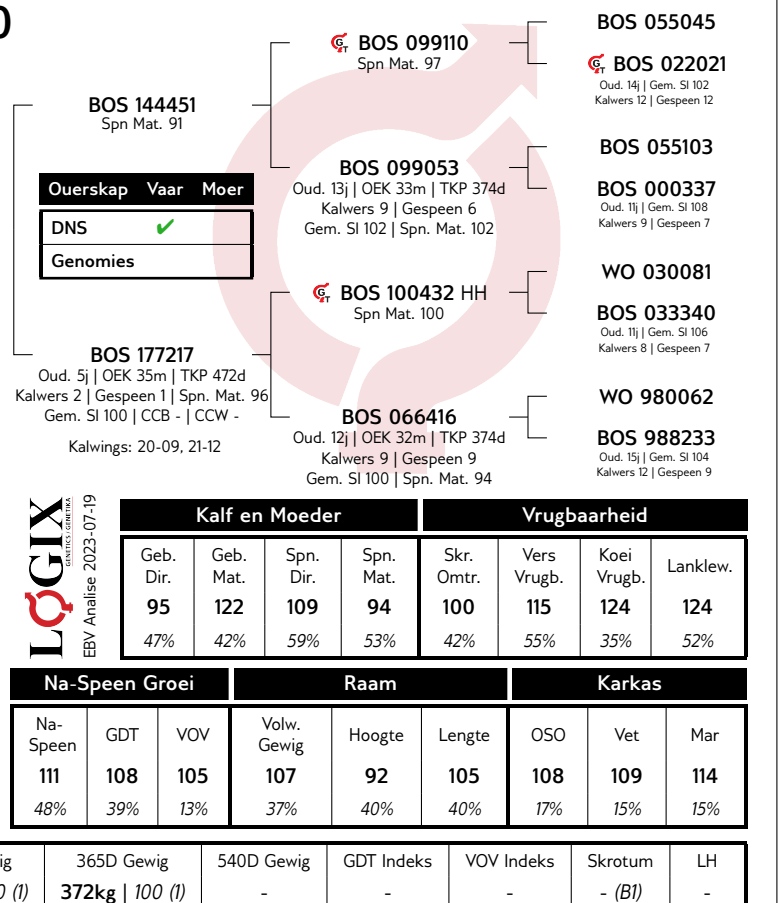 BOS 055045
G T BOS 099110
Spn Mat. 97
G T BOS 022021
Oud. 14j | Gem. SI 102
Kalwers 12 | Gespeen 12
BOS 144451
Spn Mat. 91
BOS 055103
BOS 099053
Oud. 13j | OEK 33m | TKP 374d
Kalwers 9 | Gespeen 6
Gem. SI 102 | Spn. Mat. 102
BOS 000337
Oud. 11j | Gem. SI 108
Kalwers 9 | Gespeen 7
Ouerskap Vaar Moer
DNS ✔
Genomies
WO 030081
G T BOS 100432 HH
Spn Mat. 100
BOS 033340
Oud. 11j | Gem. SI 106
Kalwers 8 | Gespeen 7
BOS 177217
Oud. 5j | OEK 35m | TKP 472d
Kalwers 2 | Gespeen 1 | Spn. Mat. 96
Gem. SI 100 | CCB - | CCW -
Kalwings: 20-09, 21-12
WO 980062
BOS 066416
Oud. 12j | OEK 32m | TKP 374d
Kalwers 9 | Gespeen 9
Gem. SI 100 | Spn. Mat. 94
BOS 988233
Oud. 15j | Gem. SI 104
Kalwers 12 | Gespeen 9
LOGIX
GENETICS | GENETIKA
EBV Analise 2023-07-19
Kalf en Moeder Vrugbaarheid
Geb. Dir. Geb. Mat. Spn. Dir. Spn. Mat. Skr. Omtr. Vers Vrugb. Koei Vrugb. Lanklew.
95 122 109 94 100 115 124 124
47% 42% 59% 53% 42% 55% 35% 52%
Na-Speen Groei Raam Karkas
Na-Speen GDT VOV Volw. Gewig Hoogte Lengte OSO Vet Mar
111 108 105 107 92 105 108 109 114
48% 39% 13% 37% 40% 40% 17% 15% 15%
365D Gewig 540D Gewig GDT Indeks VOV Indeks Skrotum LH
372kg | 100 (1) - - - - (B1) -